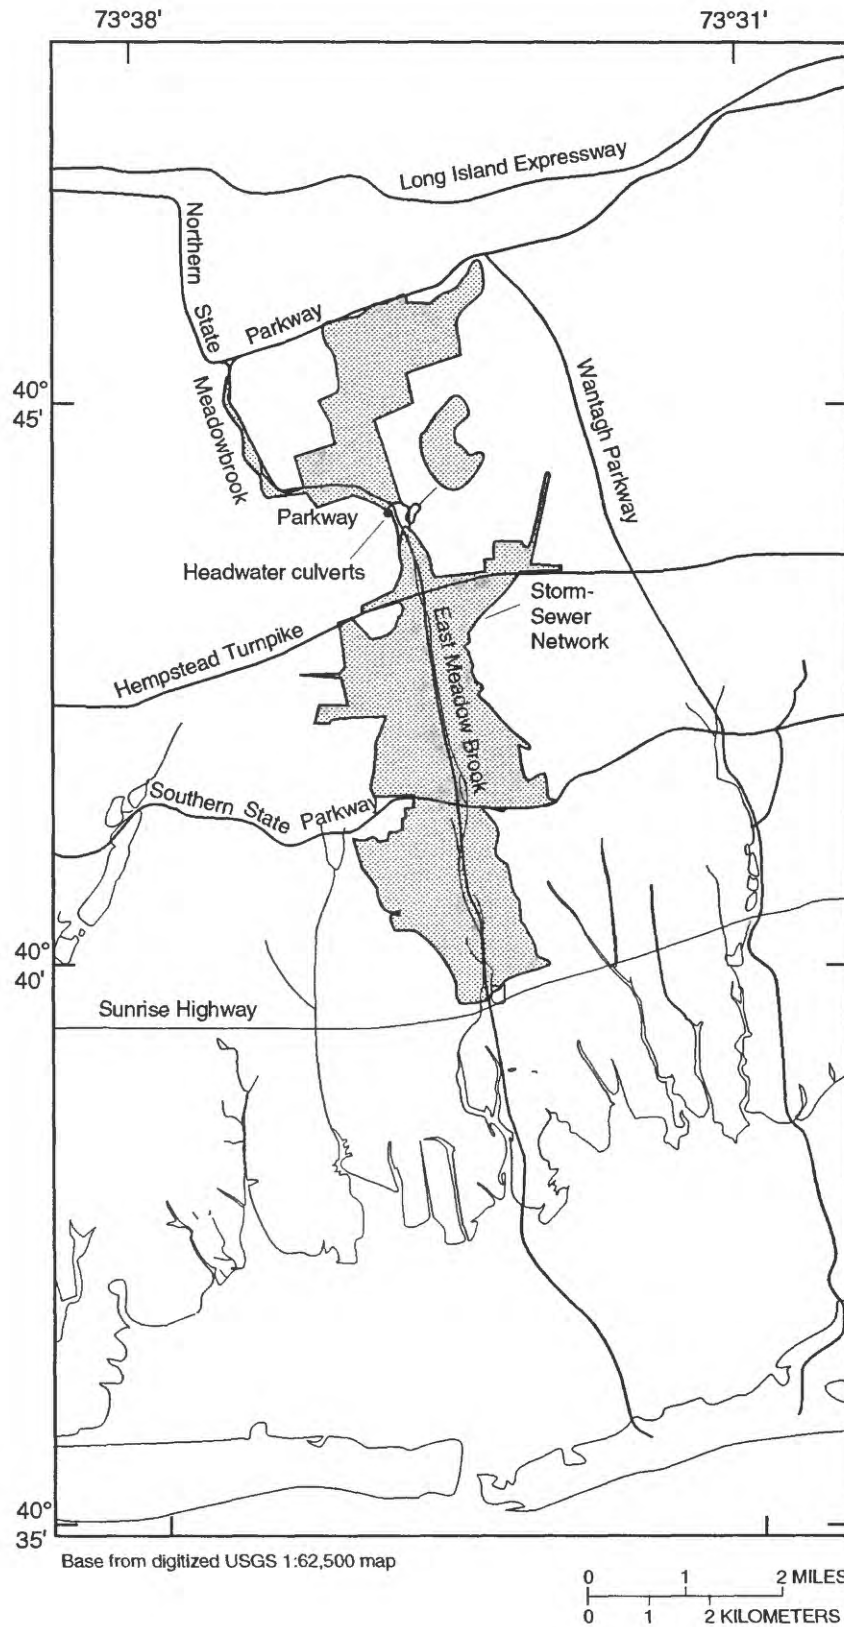 73°38'
73°31'
Long Island Expressway
Northern
State
Parkway
Wantagh Parkway
40°
45'
Meadowbrook
Parkway
Headwater culverts
Storm-
Sewer
Network
Hempstead Turnpike
East Meadow Brook
Southern State Parkway
40°
40'
Sunrise Highway
40°
35'
Base from digitized USGS 1:62,500 map
0 1 2 MILES
0 1 2 KILOMETERS